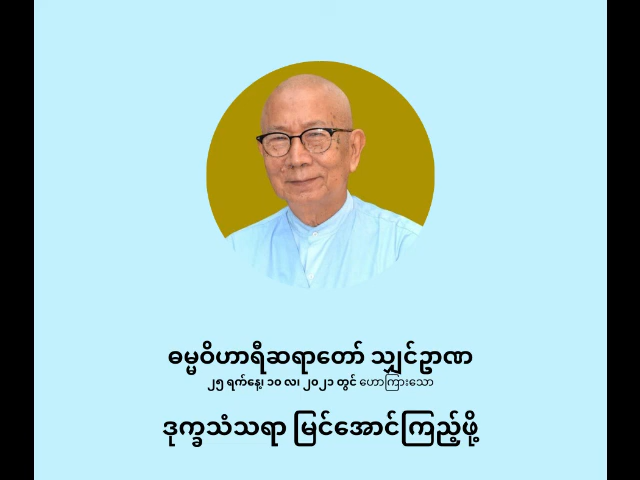 ဓမ္မဝိဟာရီဆရာတော် သျှင်ဥာဏ
၂၅ ရက်နေ့၊ ၁၀ လ၊ ၂၀၂၁ တွင် ဟောကြားသော
ဒုက္ခသံသရာ မြင်အောင်ကြည့်ဖို့